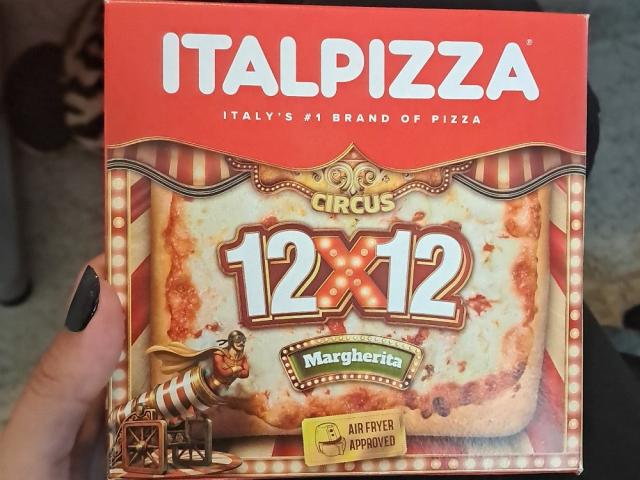 ITALPIZZA®
ITALY'S #1 BRAND OF PIZZA
CIRCUS
12X12
Margherita
AIR FRYER
APPROVED